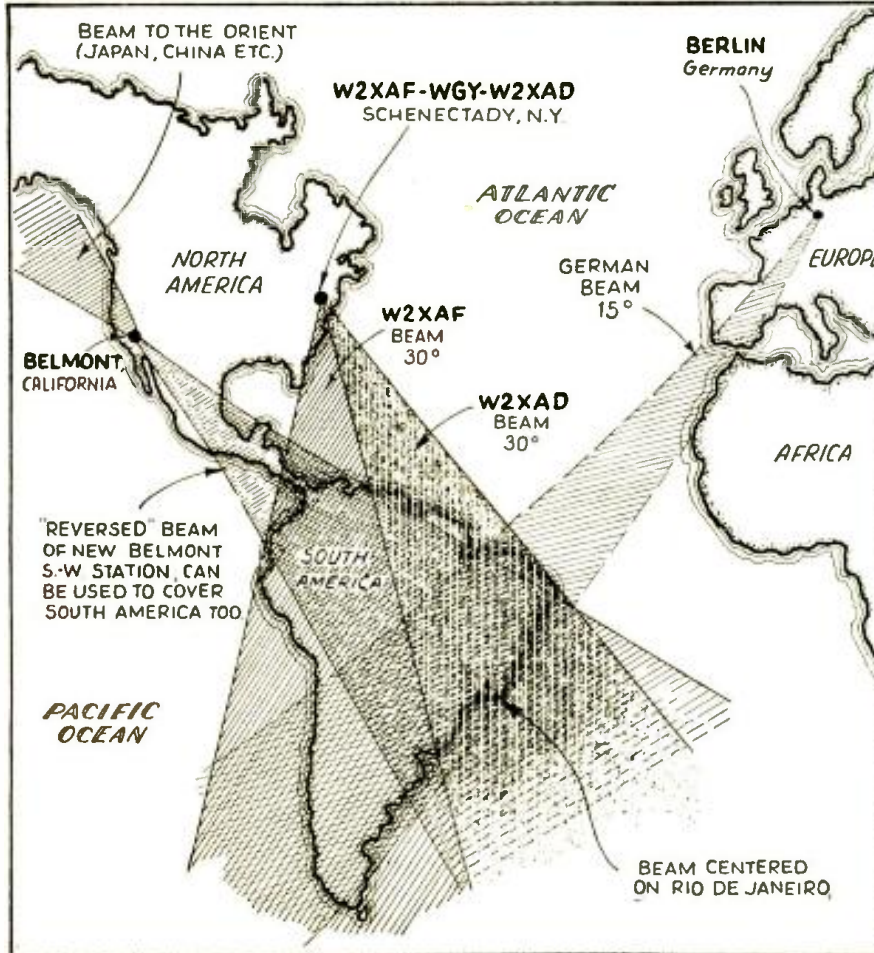 BEAM TO THE ORIENT
(JAPAN, CHINA ETC.)
W2XAF-WGY-W2XAD
SCHENECTADY, N.Y.
BERLIN
Germany
ATLANTIC
OCEAN
NORTH
AMERICA
GERMAN
BEAM
15°
EUROPE
W2XAF
BEAM
30°
BELMONT,
CALIFORNIA
W2XAD
BEAM
30°
AFRICA
"REVERSED" BEAM
OF NEW BELMONT
S.-W STATION, CAN
BE USED TO COVER
SOUTH AMERICA TOO
SOUTH-
AMERICA
PACIFIC
OCEAN
BEAM CENTERED
ON RIO DE JANEIRO